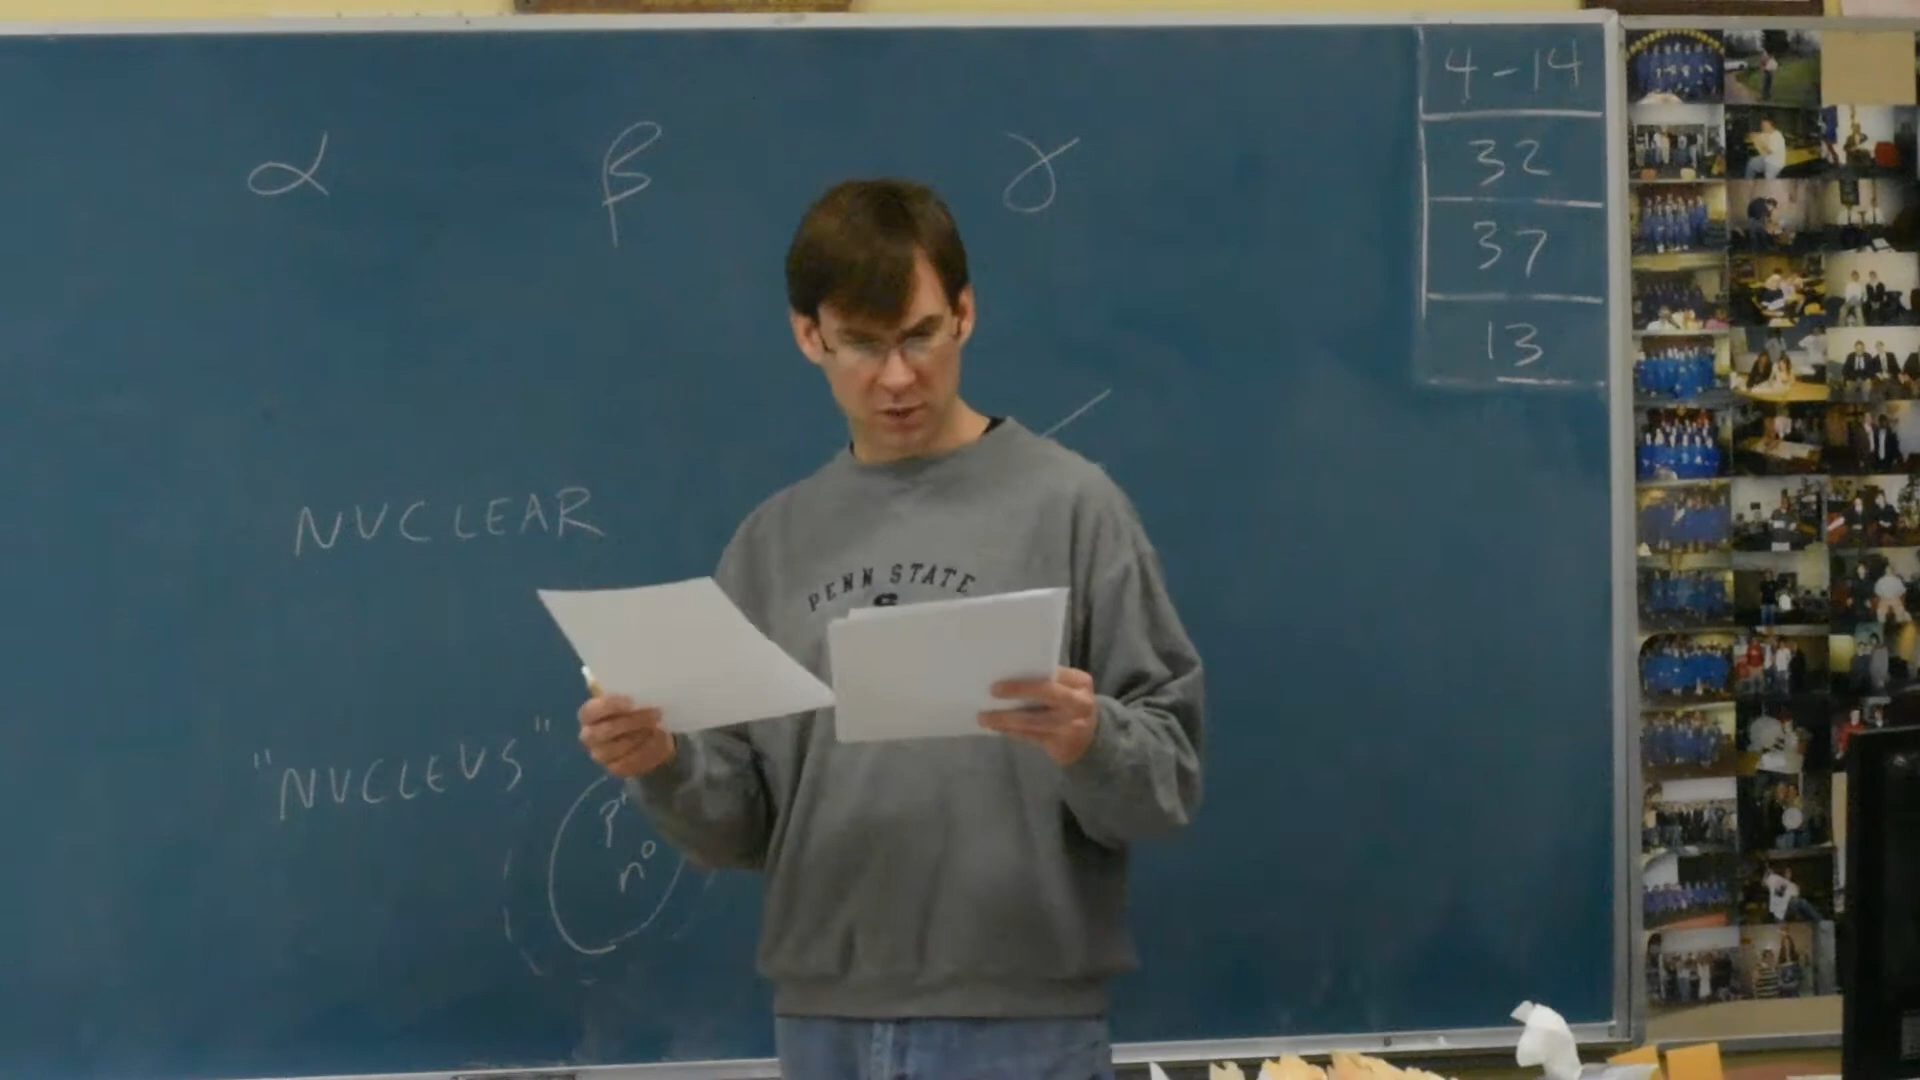 4-14
α β γ
32
37
13
NUCLEAR
PENN STATE
"NUCLEUS"
n⁰